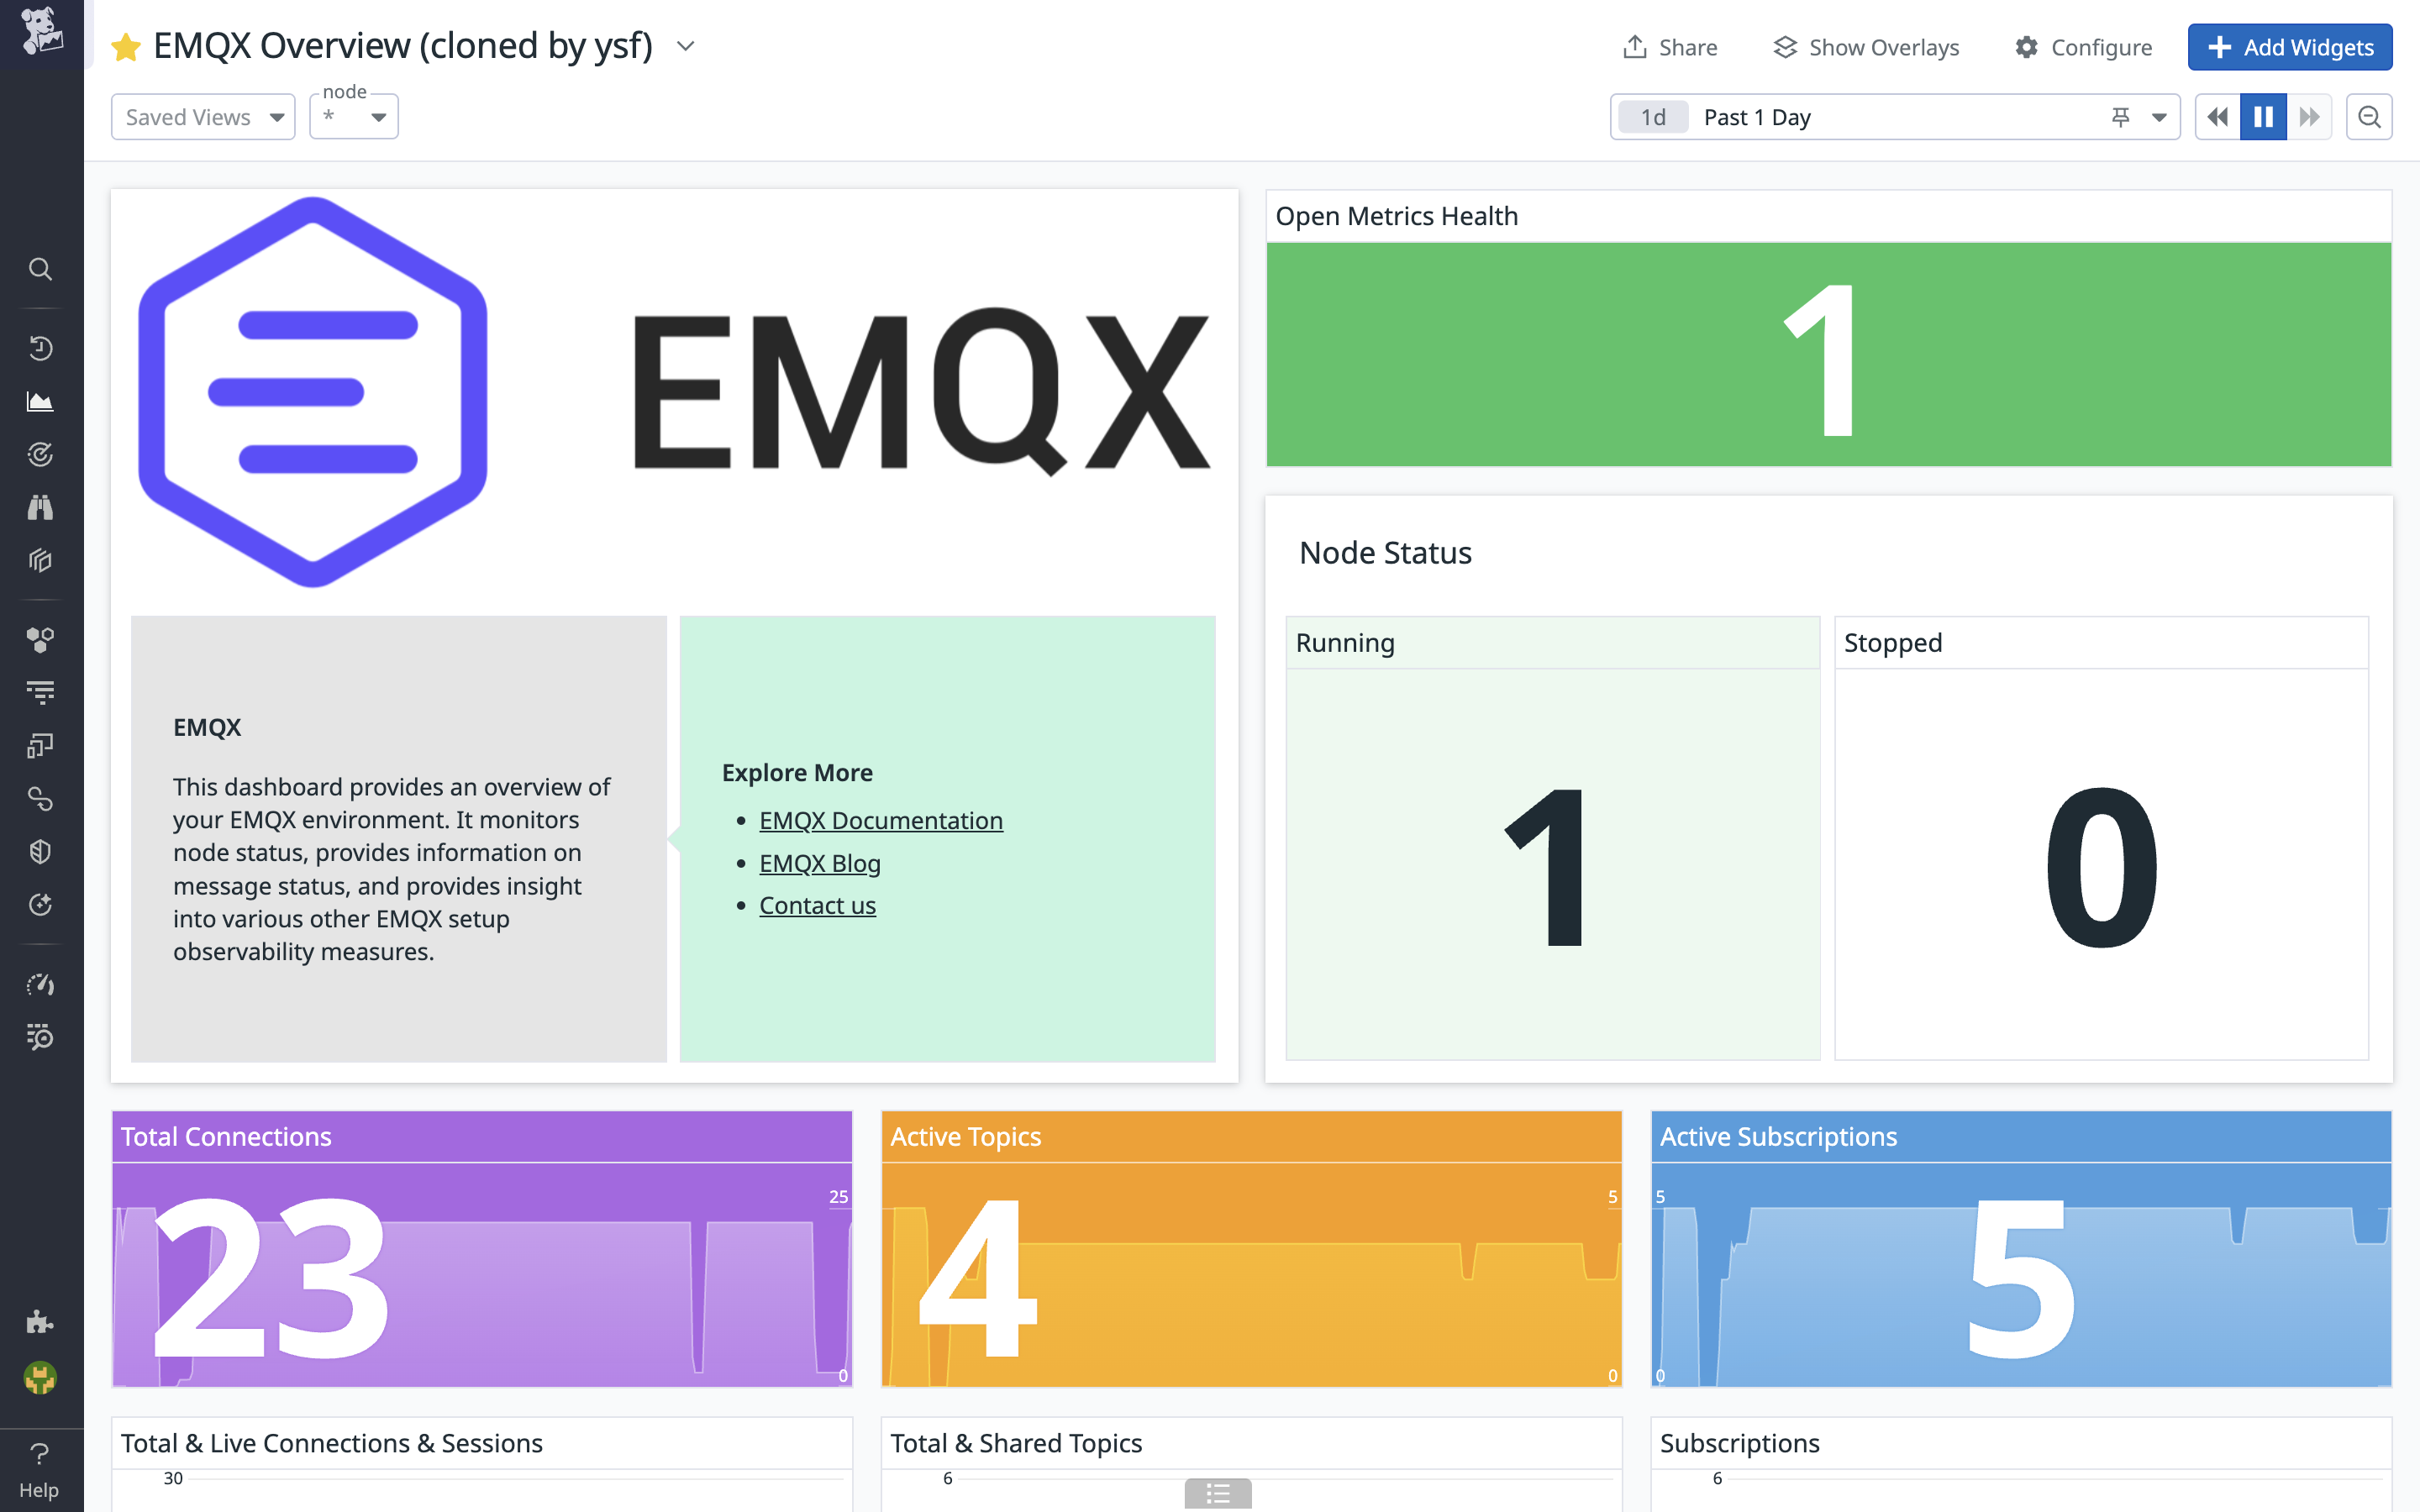 EMQX Overview (cloned by ysf)
Share
Show Overlays
Configure
Add Widgets
Saved Views
node
*
1d
Past 1 Day
EMQX
Open Metrics Health
1
Node Status
Running
1
Stopped
0
EMQX
This dashboard provides an overview of
your EMQX environment. It monitors
node status, provides information on
message status, and provides insight
into various other EMQX setup
observability measures.
Explore More
• EMQX Documentation
• EMQX Blog
• Contact us
Total Connections
23
25
0
Active Topics
4
5
0
Active Subscriptions
5
5
0
Total & Live Connections & Sessions
30
Total & Shared Topics
6
Subscriptions
6
Help